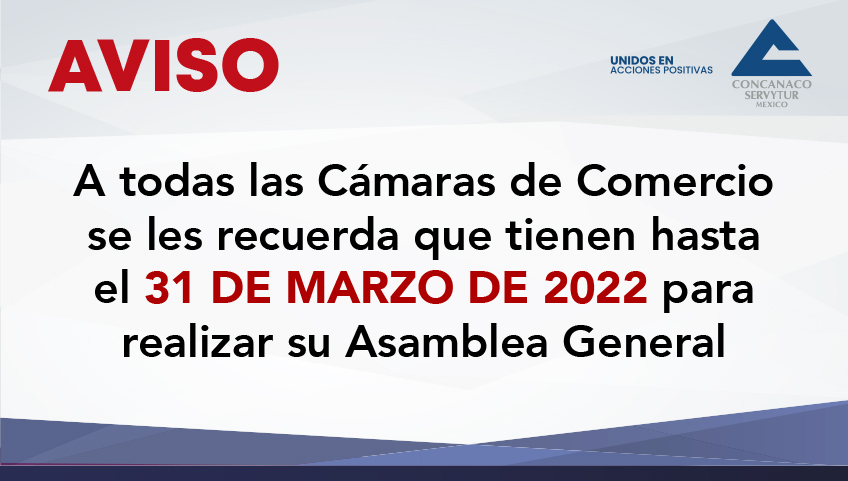 AVISO
UNIDOS EN
ACCIONES POSITIVAS
CONCANACO
SERVYTUR
MEXICO
A todas las Cámaras de Comercio
se les recuerda que tienen hasta
el 31 DE MARZO DE 2022 para
realizar su Asamblea General